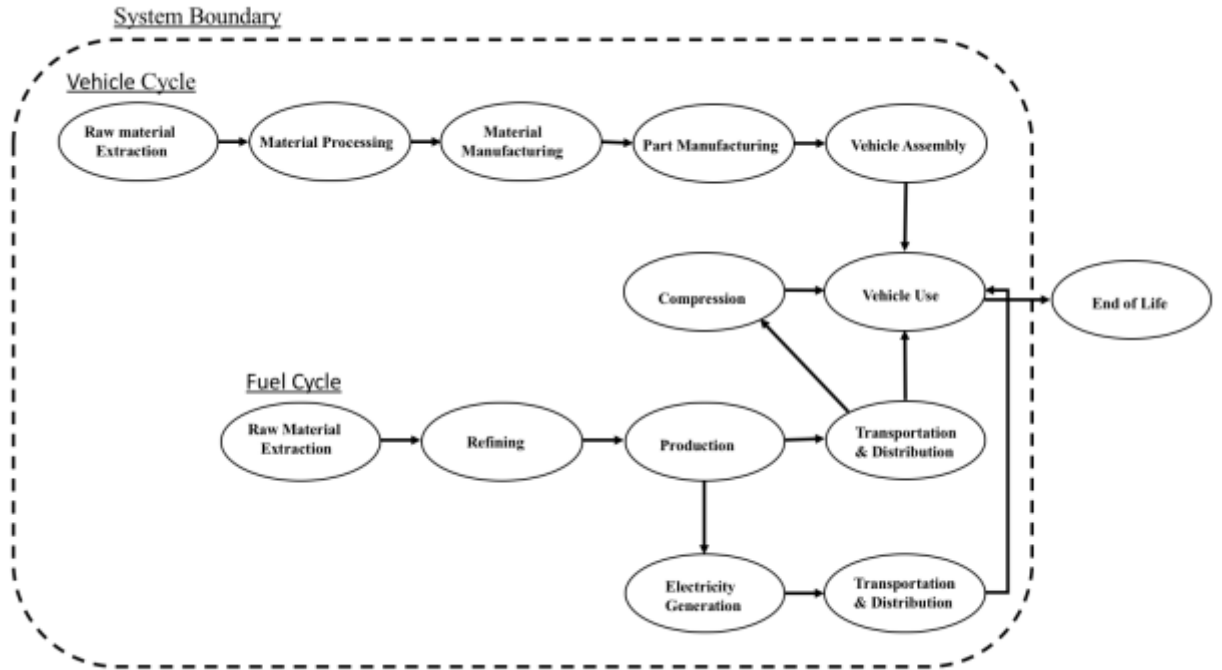 System Boundary
Vehicle Cycle
Raw material
Extraction
Material Processing
Material
Manufacturing
Part Manufacturing
Vehicle Assembly
Compression
Vehicle Use
End of Life
Fuel Cycle
Raw Material
Extraction
Refining
Production
Transportation
& Distribution
Electricity
Generation
Transportation
& Distribution